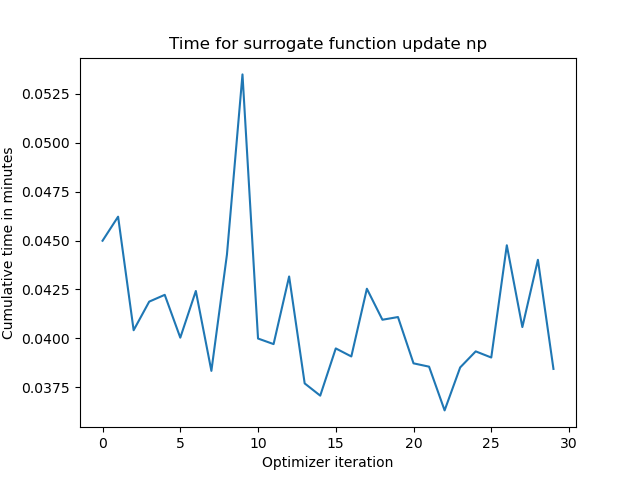 Time for surrogate function update np
Cumulative time in minutes
0.0525
0.0500
0.0475
0.0450
0.0425
0.0400
0.0375
0 5 10 15 20 25 30
Optimizer iteration